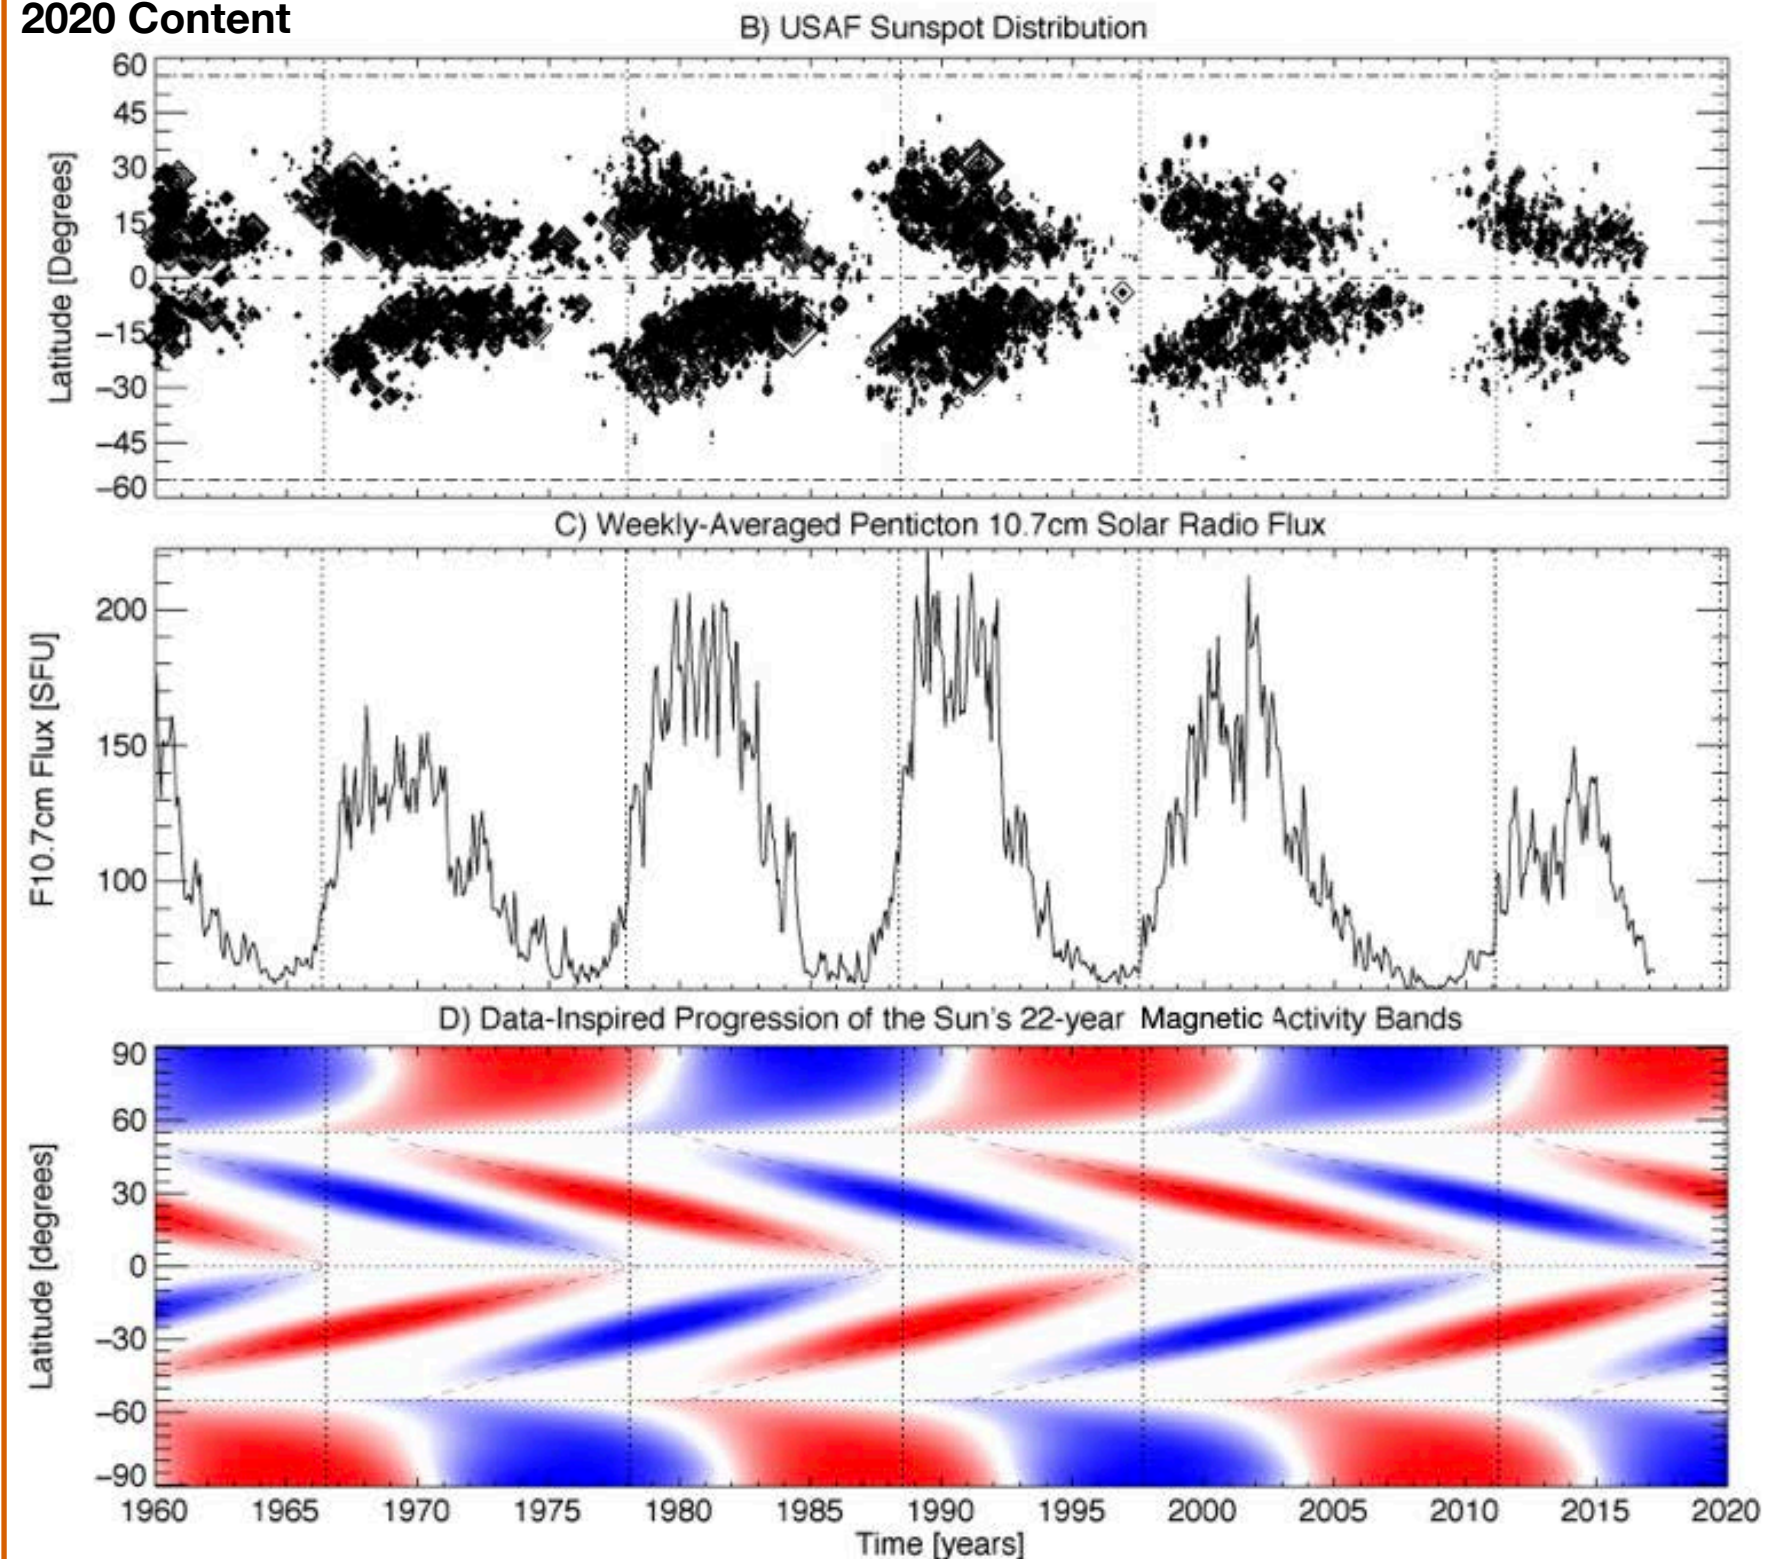 2020 Content
B) USAF Sunspot Distribution
60
45
30
15
0
−15
−30
−45
−60
Latitude [Degrees]
C) Weekly-Averaged Penticton 10.7cm Solar Radio Flux
200
150
100
F10.7cm Flux [SFU]
D) Data-Inspired Progression of the Sun's 22-year Magnetic Activity Bands
90
60
30
0
−30
−60
−90
Latitude [degrees]
1960 1965 1970 1975 1980 1985 1990 1995 2000 2005 2010 2015 2020
Time [years]